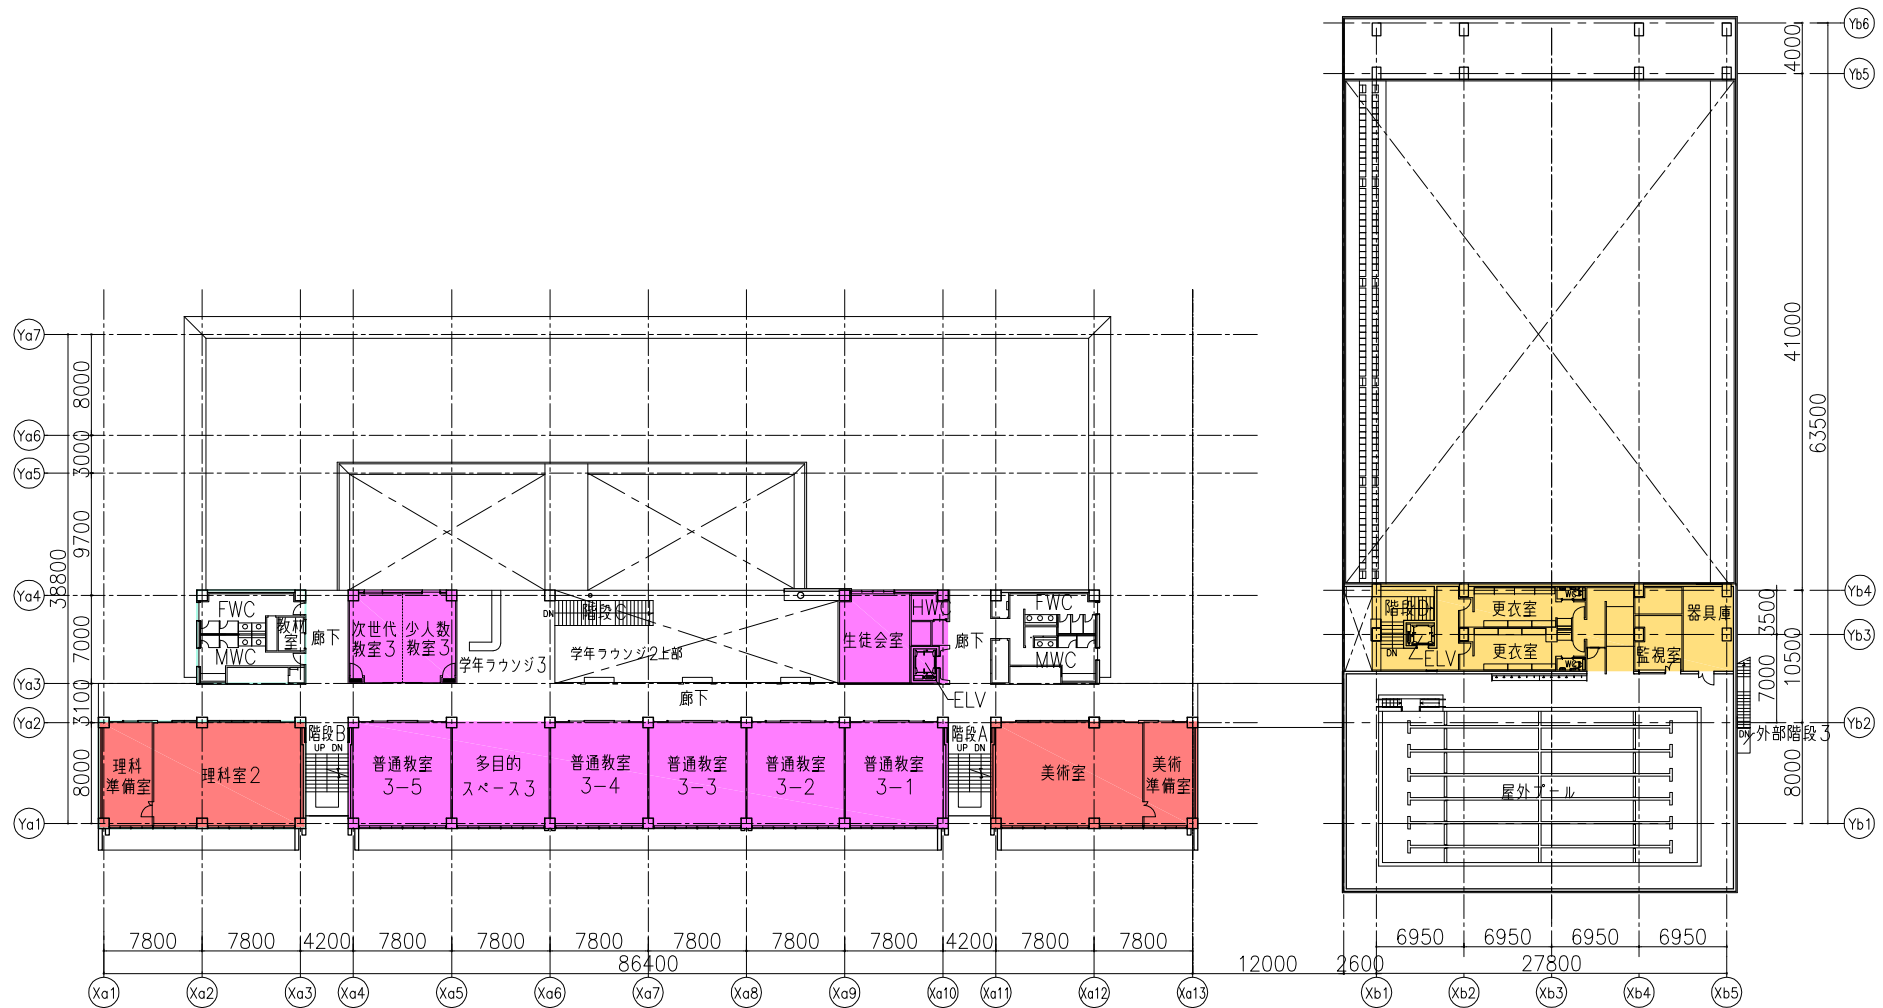 Yb6
4000
Yb5
41000
63500
Ya7
8000
Ya6
3000
Ya5
9700
38800
Ya4
7000
Ya3
3100
Ya2
8000
Ya1
FWC
教材室
廊下
MWC
次世代
教室3
少人数
教室3
学年ラウンジ3
DN
階段C
学年ラウンジ2上部
廊下
生徒会室
HWC
廊下
ELV
FWC
MWC
理科
準備室
理科室2
階段B
UP DN
普通教室
3-5
多目的
スペース3
普通教室
3-4
普通教室
3-3
普通教室
3-2
普通教室
3-1
階段A
UP DN
美術室
美術
準備室
階段D
DN
ELV
更衣室
更衣室
WC
WC
監視室
器具庫
Yb4
3500
Yb3
7000
10500
Yb2
8000
Yb1
DN
外部階段3
屋外プール
7800
7800
4200
7800
7800
7800
7800
7800
7800
4200
7800
7800
86400
12000
2600
6950
6950
6950
6950
27800
Xa1
Xa2
Xa3
Xa4
Xa5
Xa6
Xa7
Xa8
Xa9
Xa10
Xa11
Xa12
Xa13
Xb1
Xb2
Xb3
Xb4
Xb5